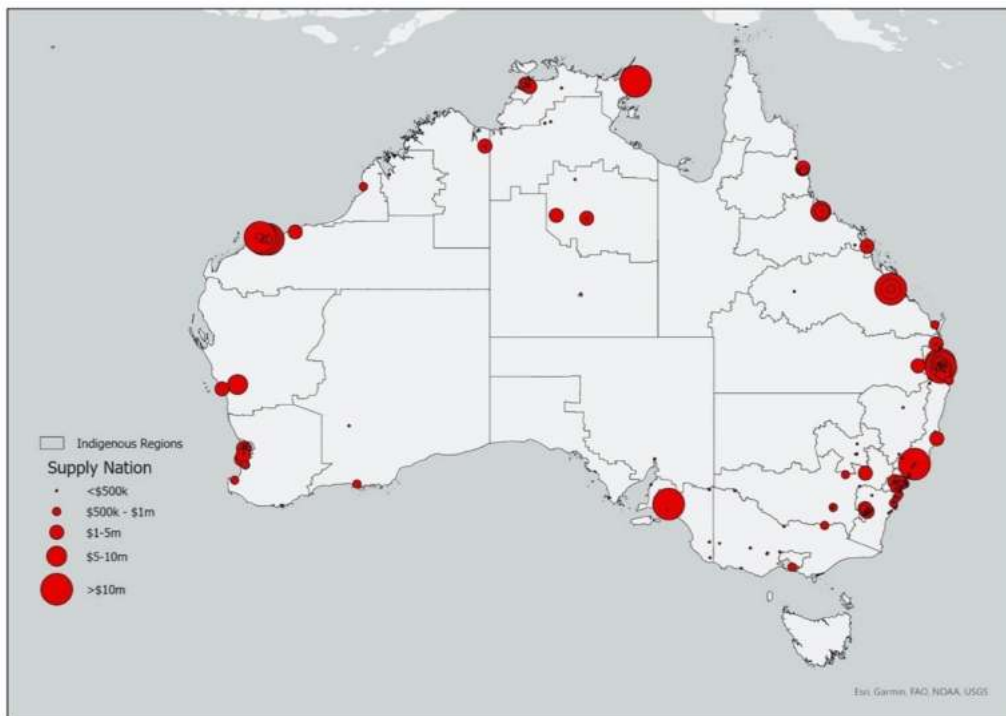 Indigenous Regions
Supply Nation
<$500k
$500k - $1m
$1-5m
$5-10m
>$10m
Esri, Garmin, FAO, NOAA, USGS